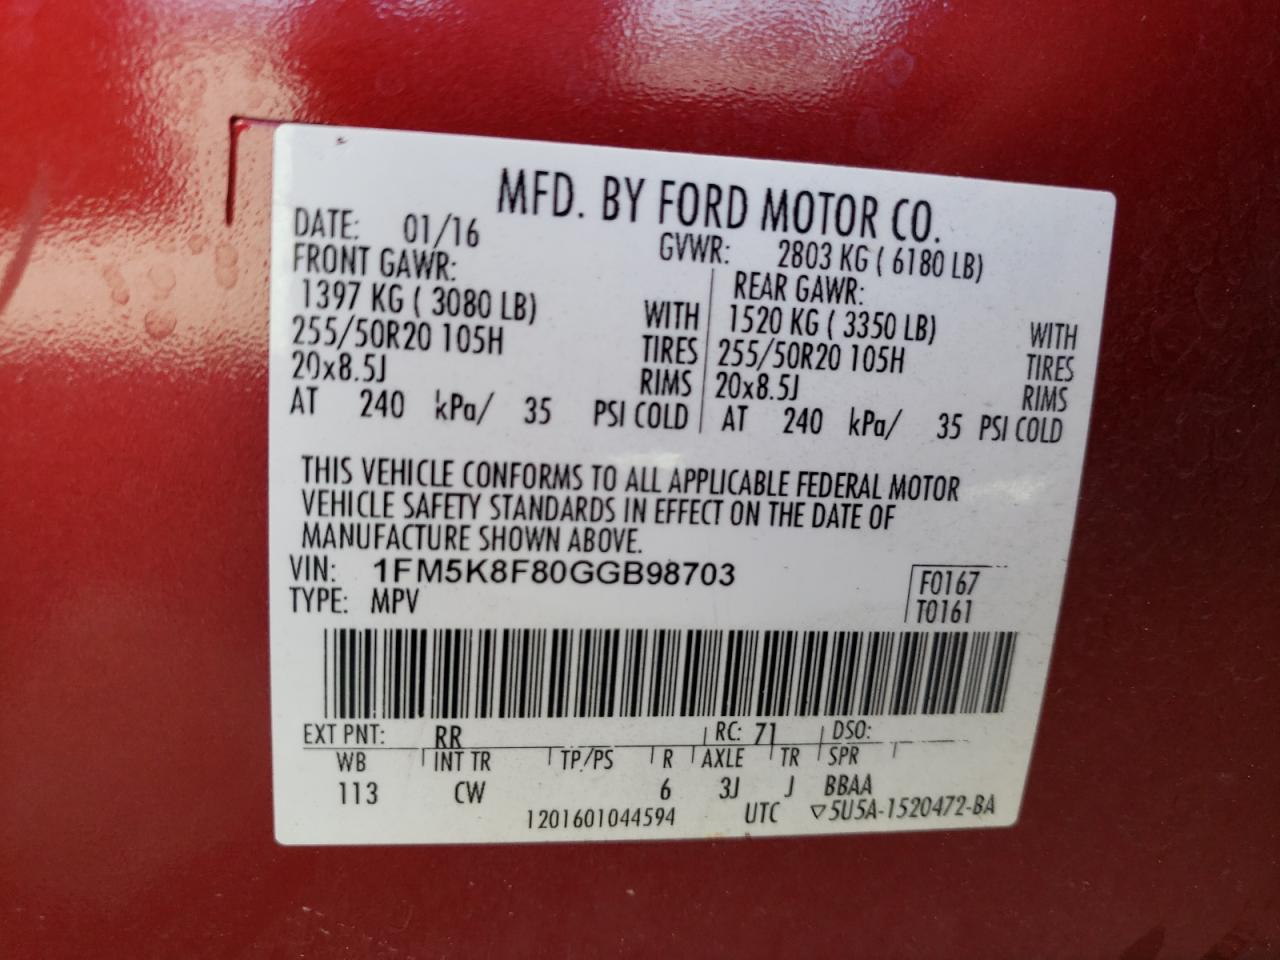 MFD. BY FORD MOTOR CO.
DATE: 01/16 GVWR: 2803 KG ( 6180 LB)
FRONT GAWR: REAR GAWR:
1397 KG ( 3080 LB) WITH 1520 KG ( 3350 LB) WITH
255/50R20 105H TIRES 255/50R20 105H TIRES
20x8.5J RIMS 20x8.5J RIMS
AT 240 kPa/ 35 PSI COLD AT 240 kPa/ 35 PSI COLD
THIS VEHICLE CONFORMS TO ALL APPLICABLE FEDERAL MOTOR
VEHICLE SAFETY STANDARDS IN EFFECT ON THE DATE OF
MANUFACTURE SHOWN ABOVE.
VIN: 1FM5K8F80GGB98703 F0167
TYPE: MPV T0161
EXT PNT: RR RC: 71 DSO:
WB INT TR TP/PS R AXLE TR SPR
113 CW 6 3J J BBAA
1201601044594 UTC ▽5U5A-1520472-BA